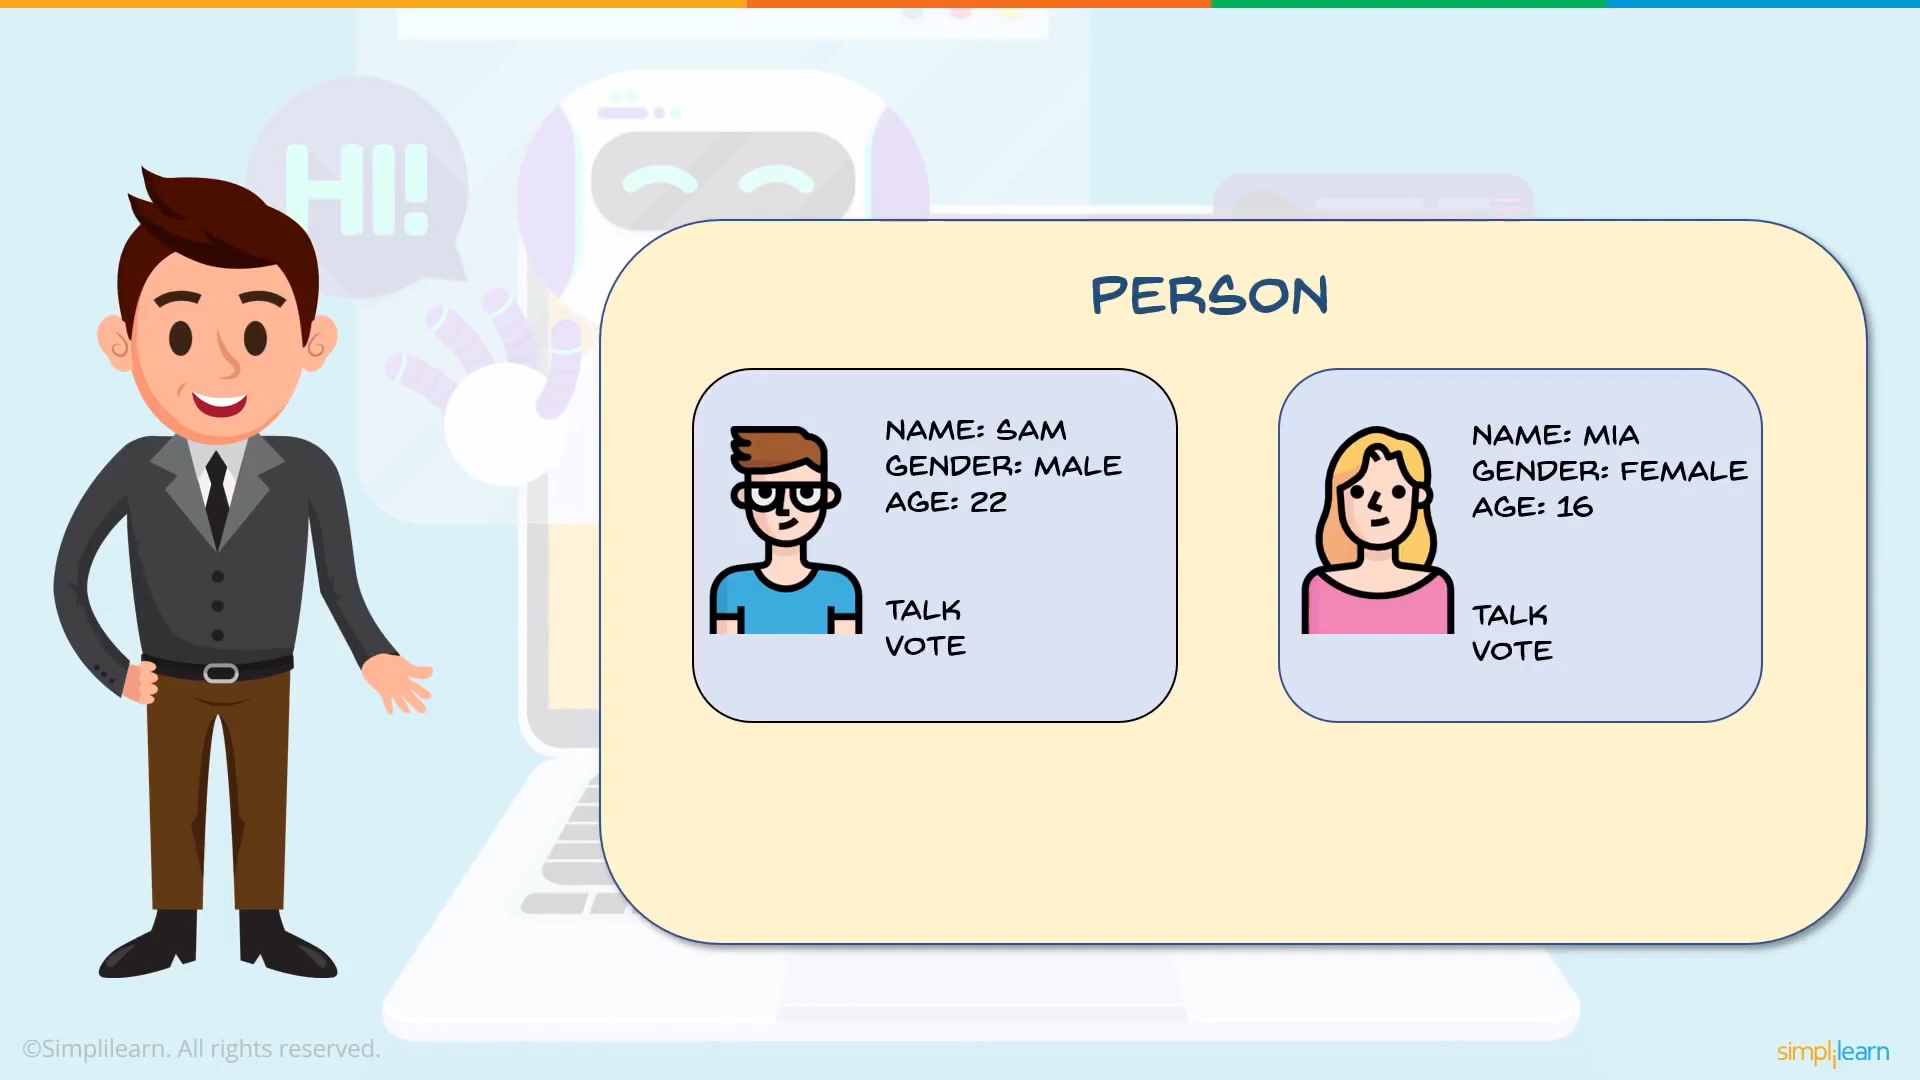 HI!
PERSON
NAME: SAM
GENDER: MALE
AGE: 22
TALK
VOTE
NAME: MIA
GENDER: FEMALE
AGE: 16
TALK
VOTE
©Simplilearn. All rights reserved.
simplilearn